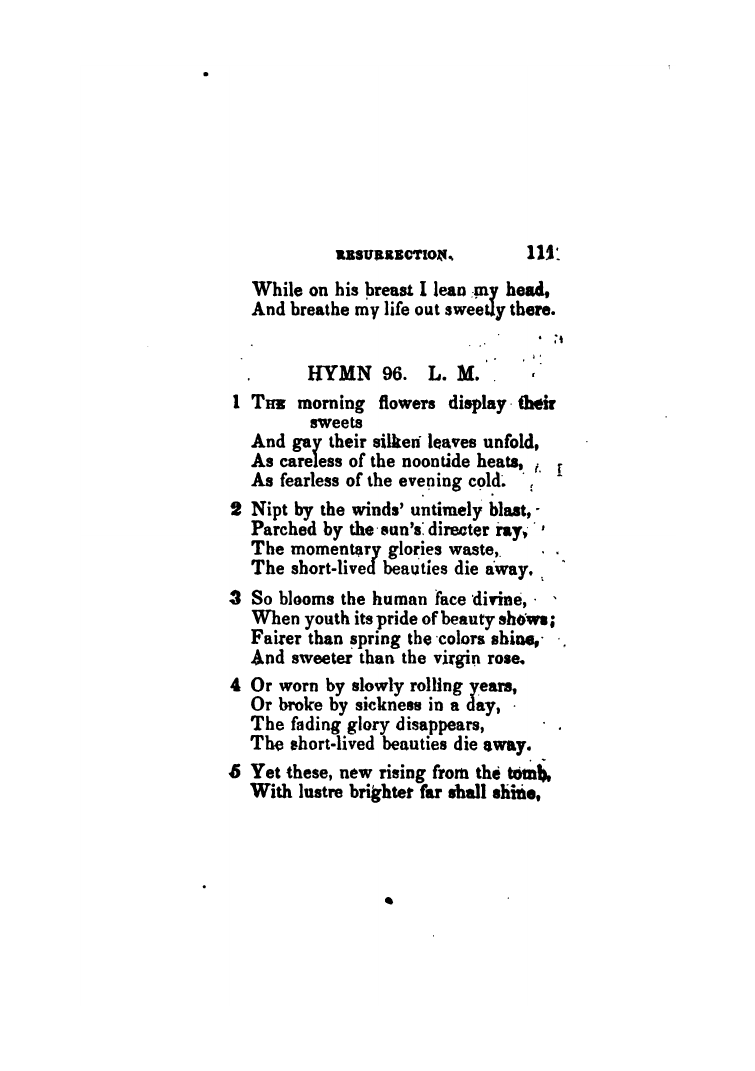 RESURRECTION. 111
While on his breast I lean my head,
And breathe my life out sweetly there.
HYMN 96. L. M.
1 THE morning flowers display their
sweets
And gay their silken leaves unfold,
As careless of the noontide heats,
As fearless of the evening cold.
2 Nipt by the winds' untimely blast,
Parched by the sun's directer ray,
The momentary glories waste,
The short-lived beauties die away.
3 So blooms the human face divine,
When youth its pride of beauty shows;
Fairer than spring the colors shine,
And sweeter than the virgin rose.
4 Or worn by slowly rolling years,
Or broke by sickness in a day,
The fading glory disappears,
The short-lived beauties die away.
5 Yet these, new rising from the tomb,
With lustre brighter far shall shine,